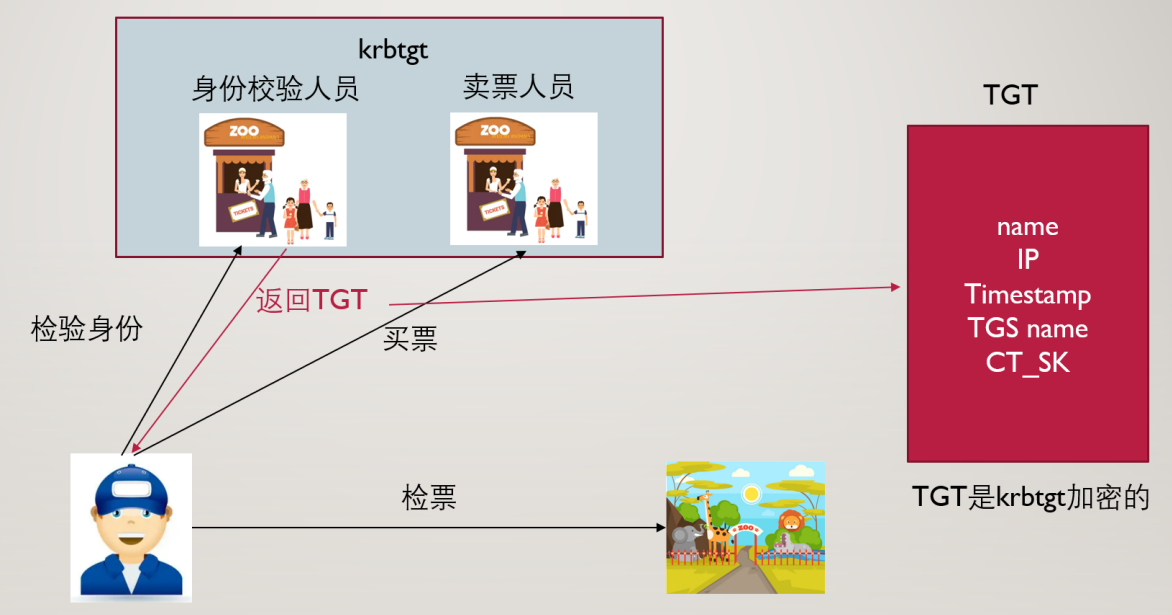 krbtgt
身份校验人员
卖票人员
ZOO
TICKETS
ZOO
TICKETS
TGT
name
IP
Timestamp
TGS name
CT_SK
返回TGT
检验身份
买票
检票
ZOO
TGT是krbtgt加密的